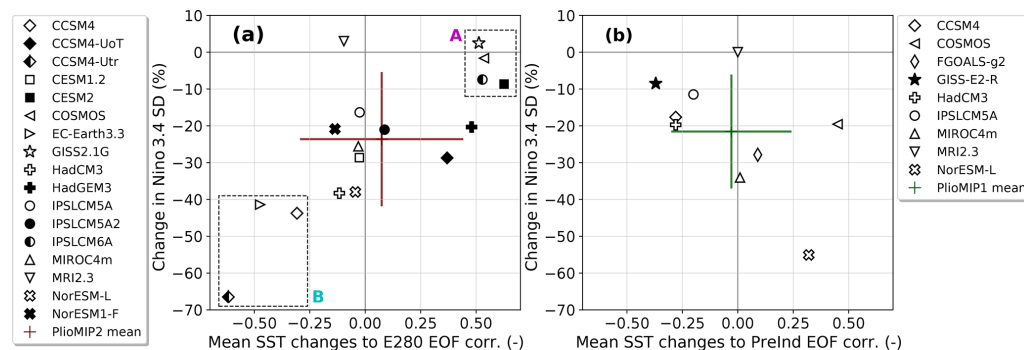 CCSM4
CCSM4-UoT
CCSM4-Utr
CESM1.2
CESM2
COSMOS
EC-Earth3.3
GISS2.1G
HadCM3
HadGEM3
IPSLCM5A
IPSLCM5A2
IPSLCM6A
MIROC4m
MRI2.3
NorESM-L
NorESM1-F
PlioMIP2 mean
Change in Nino 3.4 SD (%)
10
0
−10
−20
−30
−40
−50
−60
−70
(a)
A
B
−0.50
−0.25
0.00
0.25
0.50
Mean SST changes to E280 EOF corr. (-)
Change in Nino 3.4 SD (%)
10
0
−10
−20
−30
−40
−50
−60
−70
(b)
−0.50
−0.25
0.00
0.25
0.50
Mean SST changes to PreInd EOF corr. (-)
CCSM4
COSMOS
FGOALS-g2
GISS-E2-R
HadCM3
IPSLCM5A
MIROC4m
MRI2.3
NorESM-L
PlioMIP1 mean